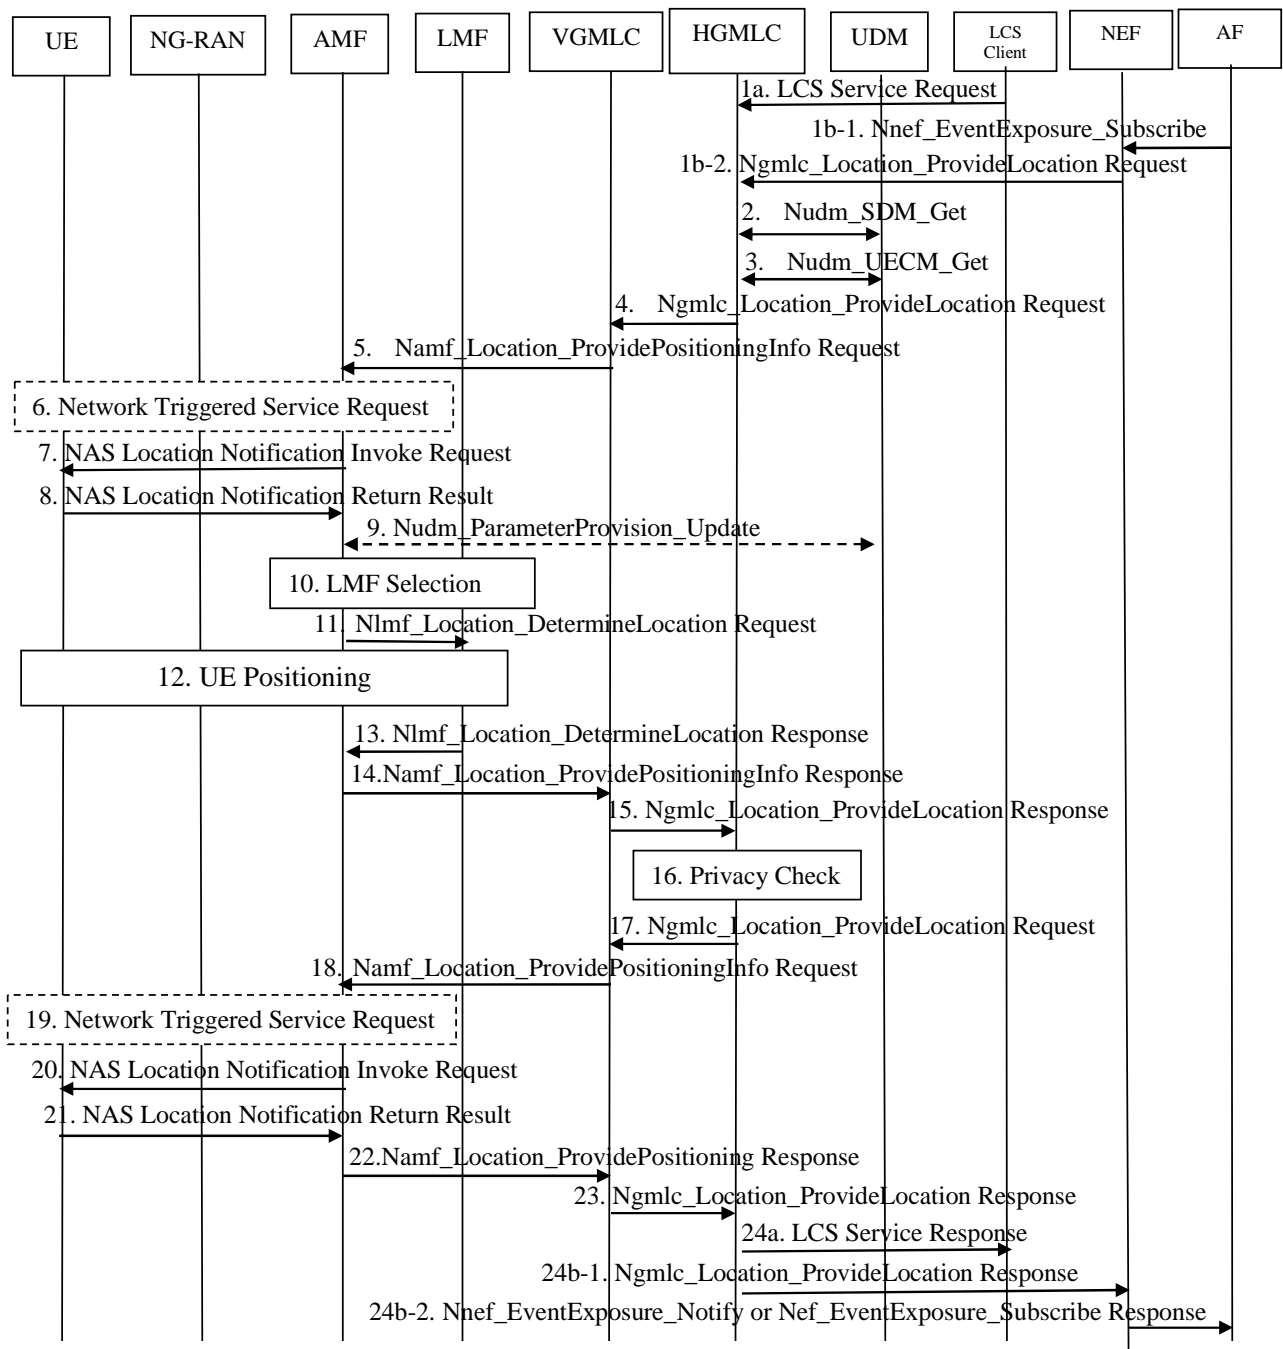 UE
NG-RAN
AMF
LMF
VGMLC
HGMLC
UDM
LCS
Client
NEF
AF
1a. LCS Service Request
1b-1. Nnef_EventExposure_Subscribe
1b-2. Ngmlc_Location_ProvideLocation Request
2. Nudm_SDM_Get
3. Nudm_UECM_Get
4. Ngmlc_Location_ProvideLocation Request
5. Namf_Location_ProvidePositioningInfo Request
6. Network Triggered Service Request
7. NAS Location Notification Invoke Request
8. NAS Location Notification Return Result
9. Nudm_ParameterProvision_Update
10. LMF Selection
11. Nlmf_Location_DetermineLocation Request
12. UE Positioning
13. Nlmf_Location_DetermineLocation Response
14.Namf_Location_ProvidePositioningInfo Response
15. Ngmlc_Location_ProvideLocation Response
16. Privacy Check
17. Ngmlc_Location_ProvideLocation Request
18. Namf_Location_ProvidePositioningInfo Request
19. Network Triggered Service Request
20. NAS Location Notification Invoke Request
21. NAS Location Notification Return Result
22.Namf_Location_ProvidePositioning Response
23. Ngmlc_Location_ProvideLocation Response
24a. LCS Service Response
24b-1. Ngmlc_Location_ProvideLocation Response
24b-2. Nnef_EventExposure_Notify or Nef_EventExposure_Subscribe Response